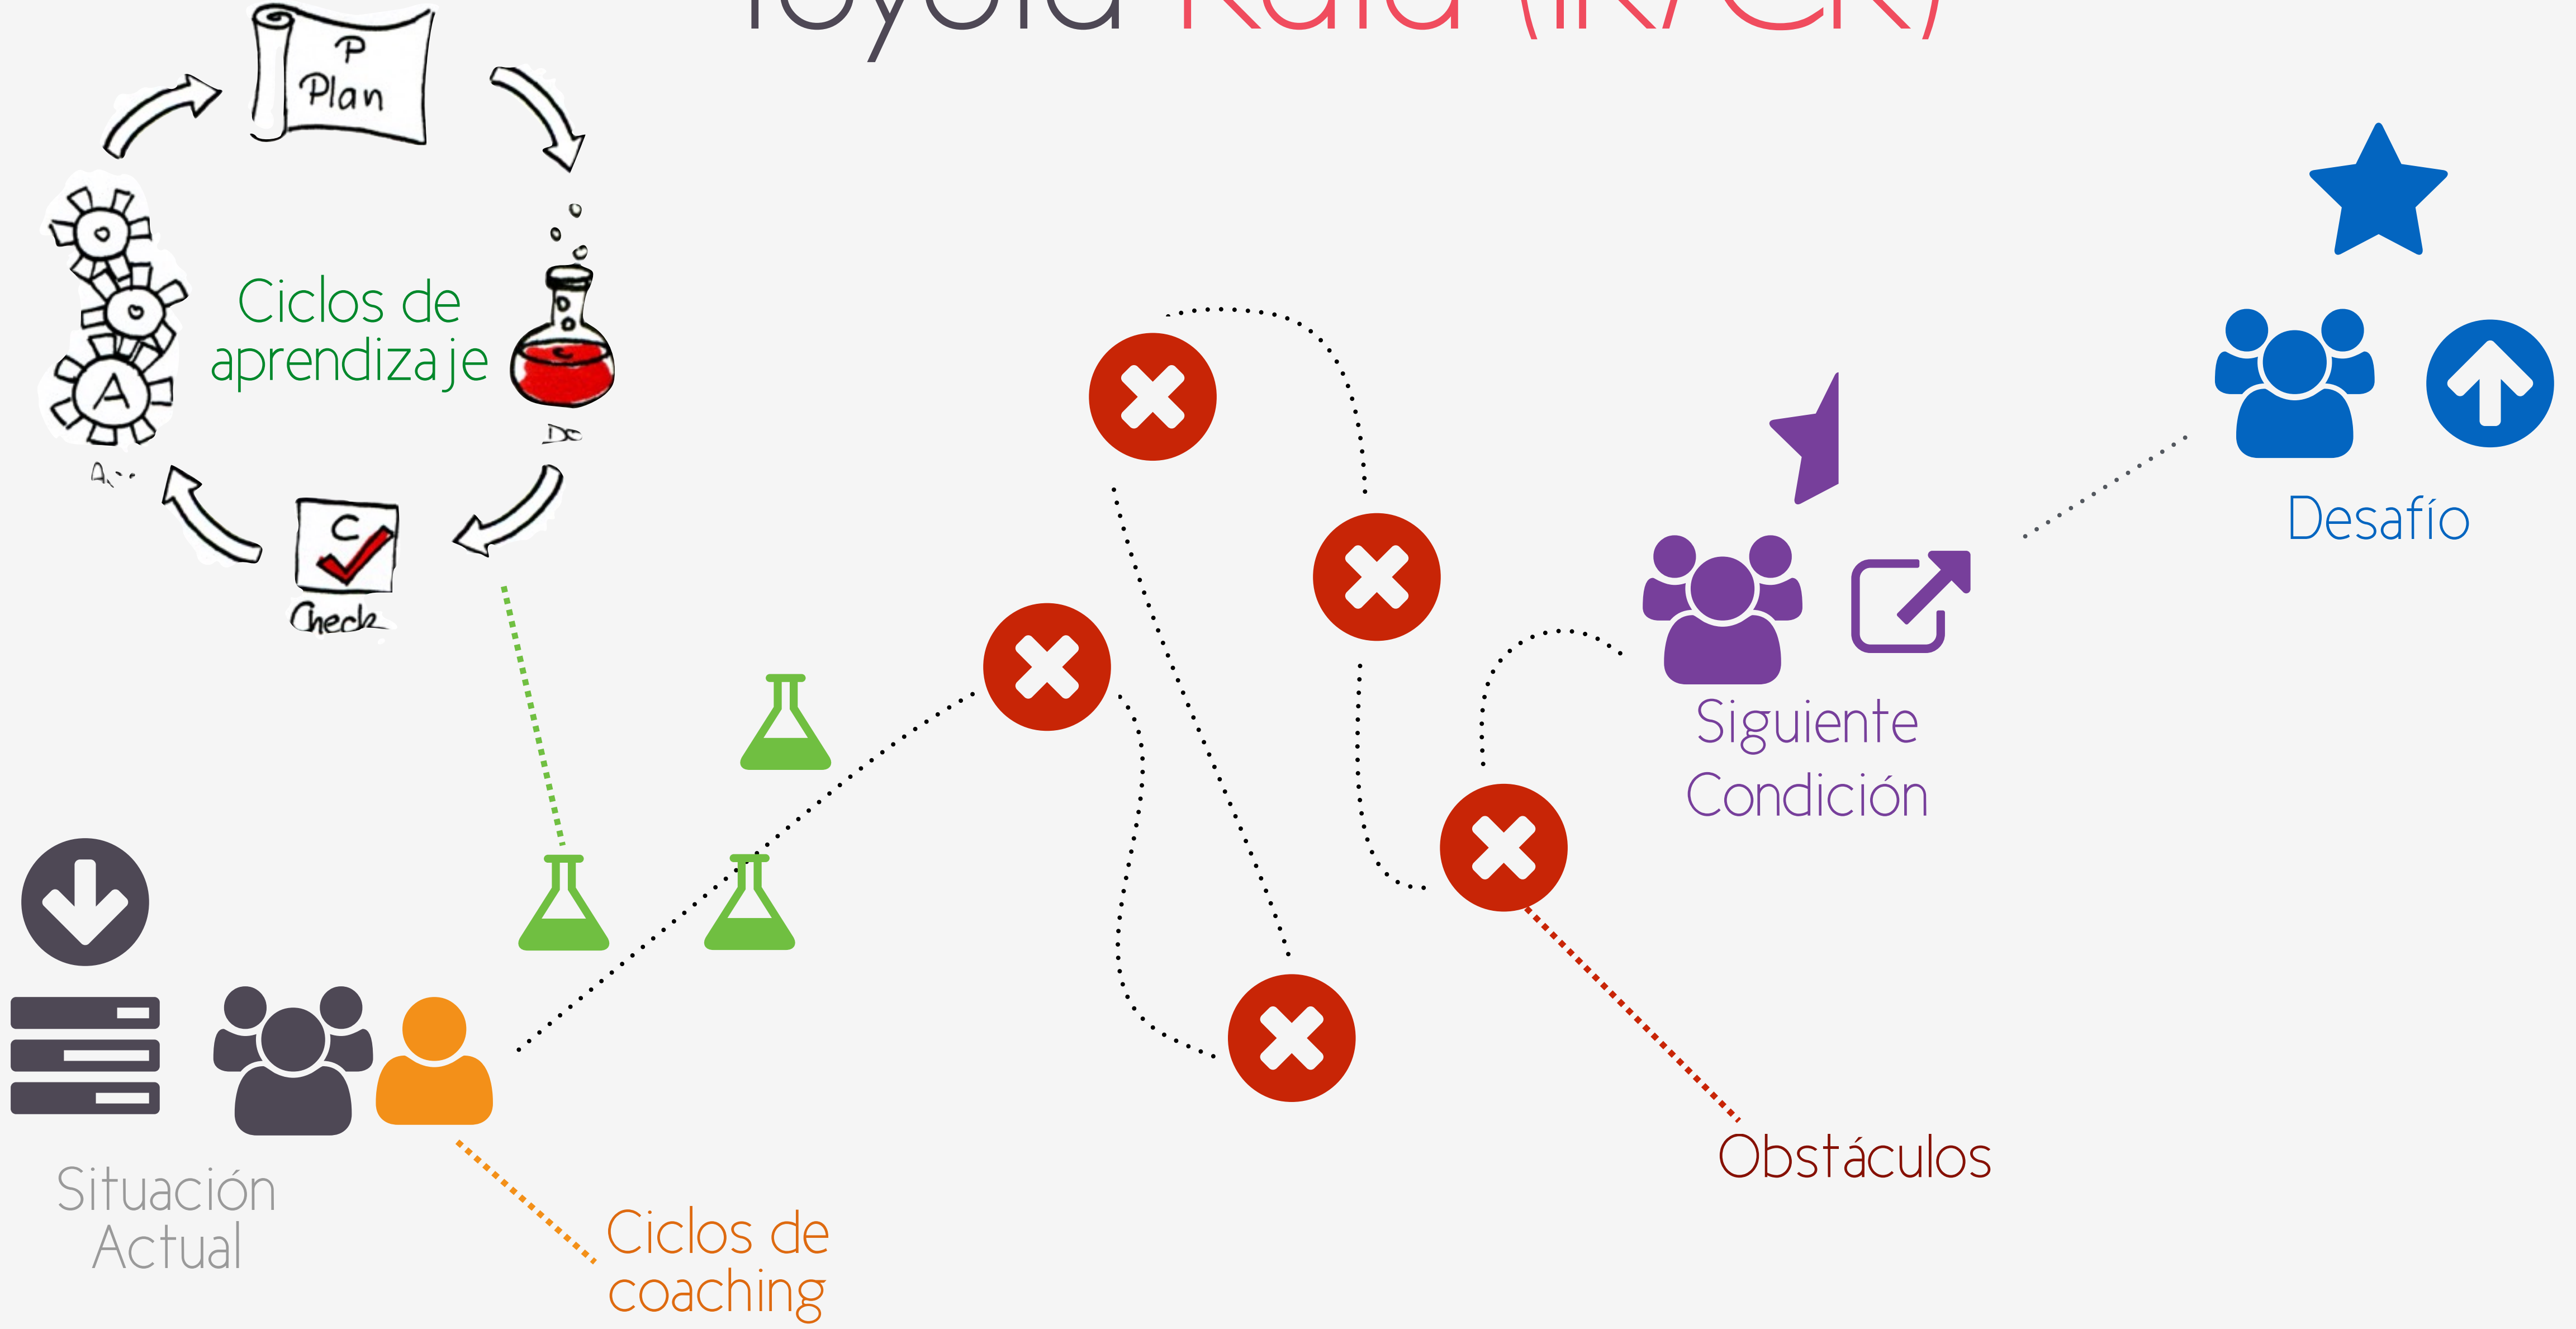 Toyota Kata (IK/CK)
P
Plan
Ciclos de
aprendizaje
A
Do
C
Check
Desafío
Siguiente
Condición
Situación
Actual
Obstáculos
Ciclos de
coaching